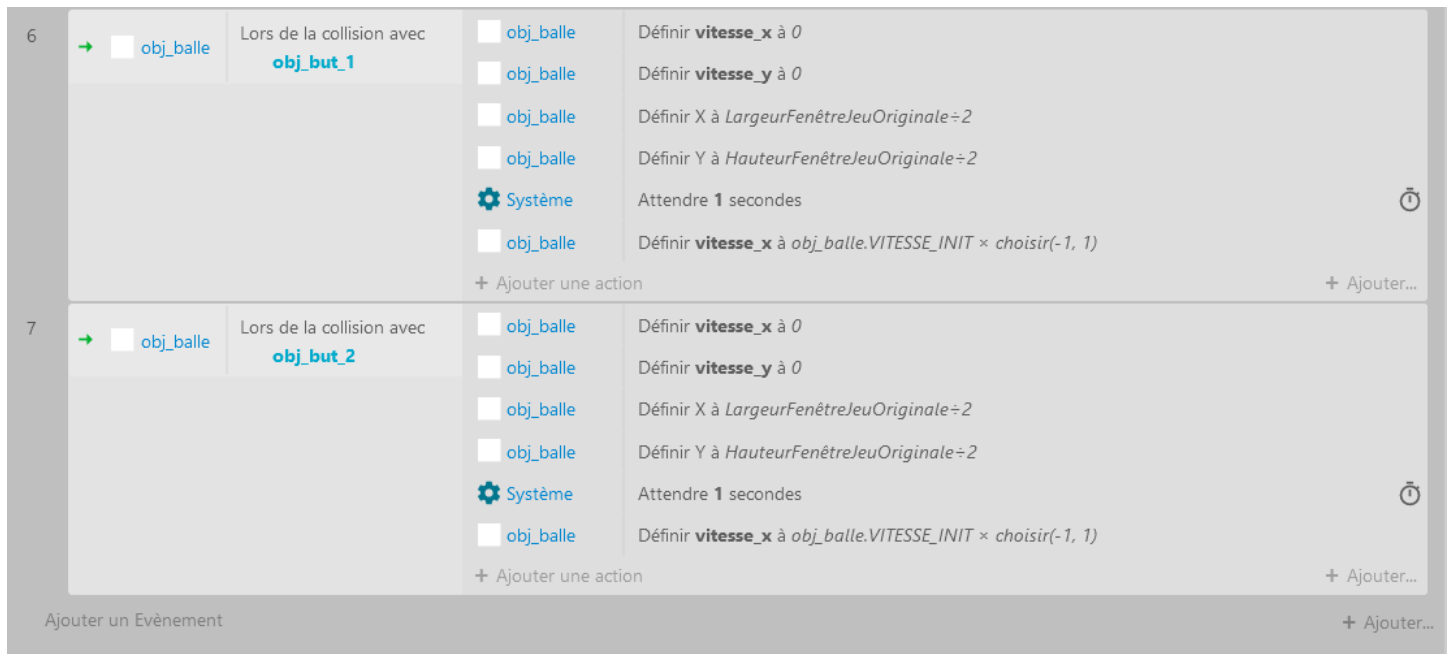 6
obj_balle Lors de la collision avec obj_balle Définir vitesse_x à 0
obj_but_1
obj_balle Définir vitesse_y à 0
obj_balle Définir X à LargeurFenêtreJeuOriginale÷2
obj_balle Définir Y à HauteurFenêtreJeuOriginale÷2
Système Attendre 1 secondes
obj_balle Définir vitesse_x à obj_balle.VITESSE_INIT × choisir(-1, 1)
+ Ajouter une action + Ajouter...
7
obj_balle Lors de la collision avec obj_balle Définir vitesse_x à 0
obj_but_2
obj_balle Définir vitesse_y à 0
obj_balle Définir X à LargeurFenêtreJeuOriginale÷2
obj_balle Définir Y à HauteurFenêtreJeuOriginale÷2
Système Attendre 1 secondes
obj_balle Définir vitesse_x à obj_balle.VITESSE_INIT × choisir(-1, 1)
+ Ajouter une action + Ajouter...
Ajouter un Evènement + Ajouter...